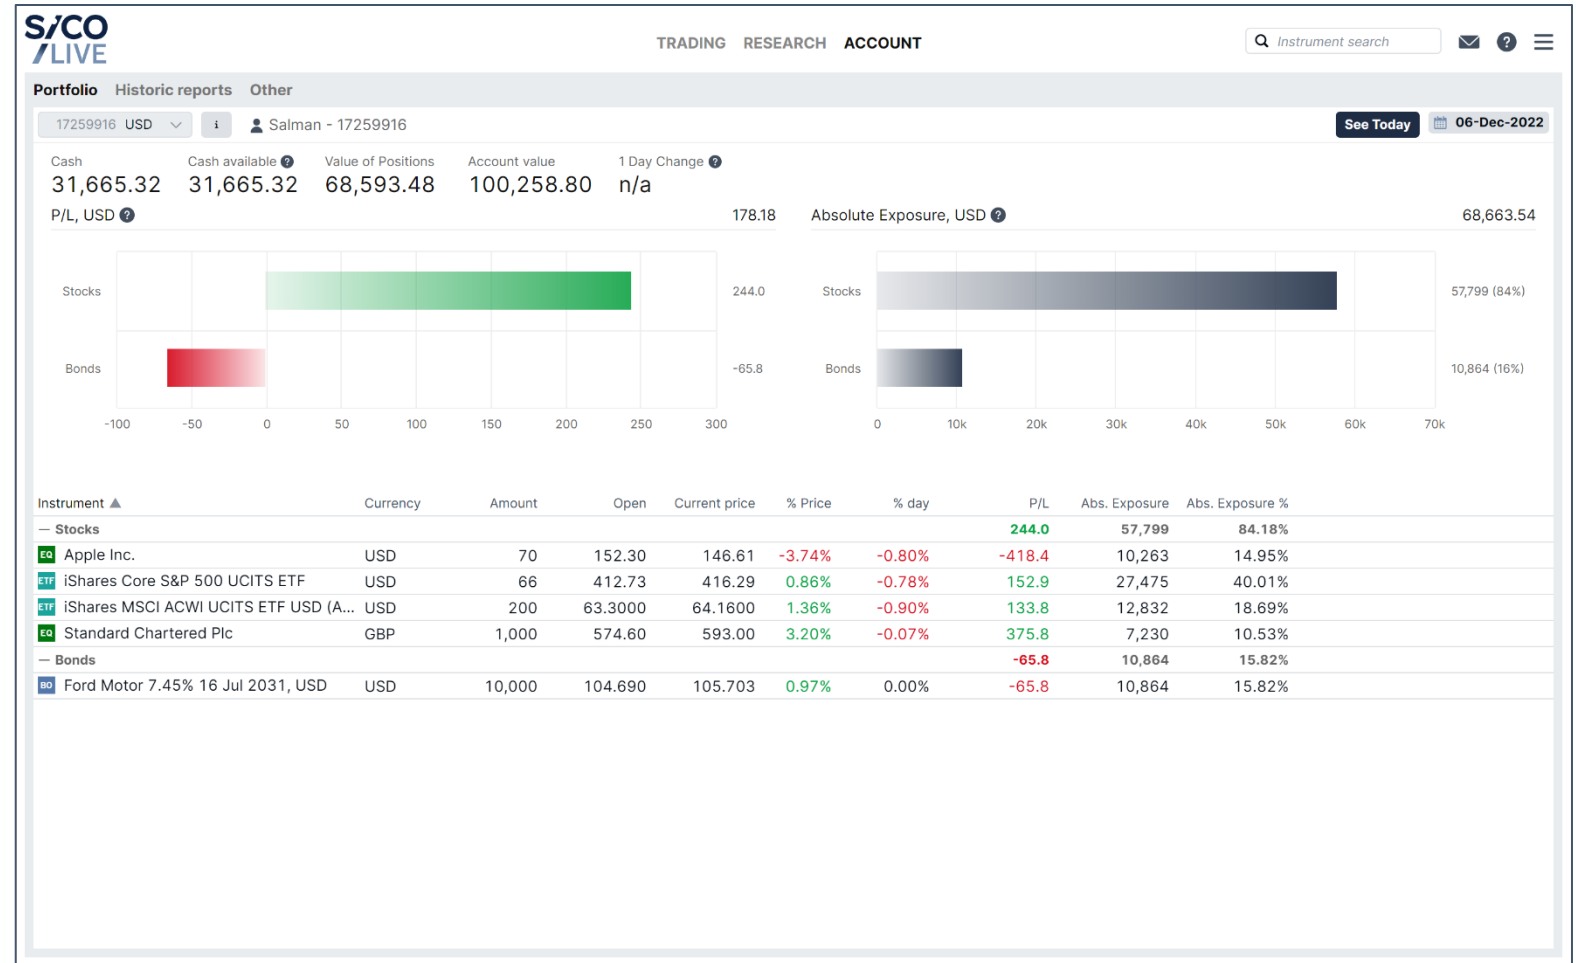 SICO
LIVE
TRADING RESEARCH ACCOUNT
Instrument search
Portfolio Historic reports Other
17259916 USD i Salman - 17259916 See Today 06-Dec-2022
Cash Cash available ? Value of Positions Account value 1 Day Change ?
31,665.32 31,665.32 68,593.48 100,258.80 n/a
P/L, USD ? 178.18 Absolute Exposure, USD ? 68,663.54
Stocks 244.0 Stocks 57,799 (84%)
Bonds -65.8 Bonds 10,864 (16%)
-100 -50 0 50 100 150 200 250 300 0 10k 20k 30k 40k 50k 60k 70k
Instrument Currency Amount Open Current price % Price % day P/L Abs. Exposure Abs. Exposure %
— Stocks 244.0 57,799 84.18%
EQ Apple Inc. USD 70 152.30 146.61 -3.74% -0.80% -418.4 10,263 14.95%
ETF iShares Core S&P 500 UCITS ETF USD 66 412.73 416.29 0.86% -0.78% 152.9 27,475 40.01%
ETF iShares MSCI ACWI UCITS ETF USD (A... USD 200 63.3000 64.1600 1.36% -0.90% 133.8 12,832 18.69%
EQ Standard Chartered Plc GBP 1,000 574.60 593.00 3.20% -0.07% 375.8 7,230 10.53%
— Bonds -65.8 10,864 15.82%
BO Ford Motor 7.45% 16 Jul 2031, USD USD 10,000 104.690 105.703 0.97% 0.00% -65.8 10,864 15.82%